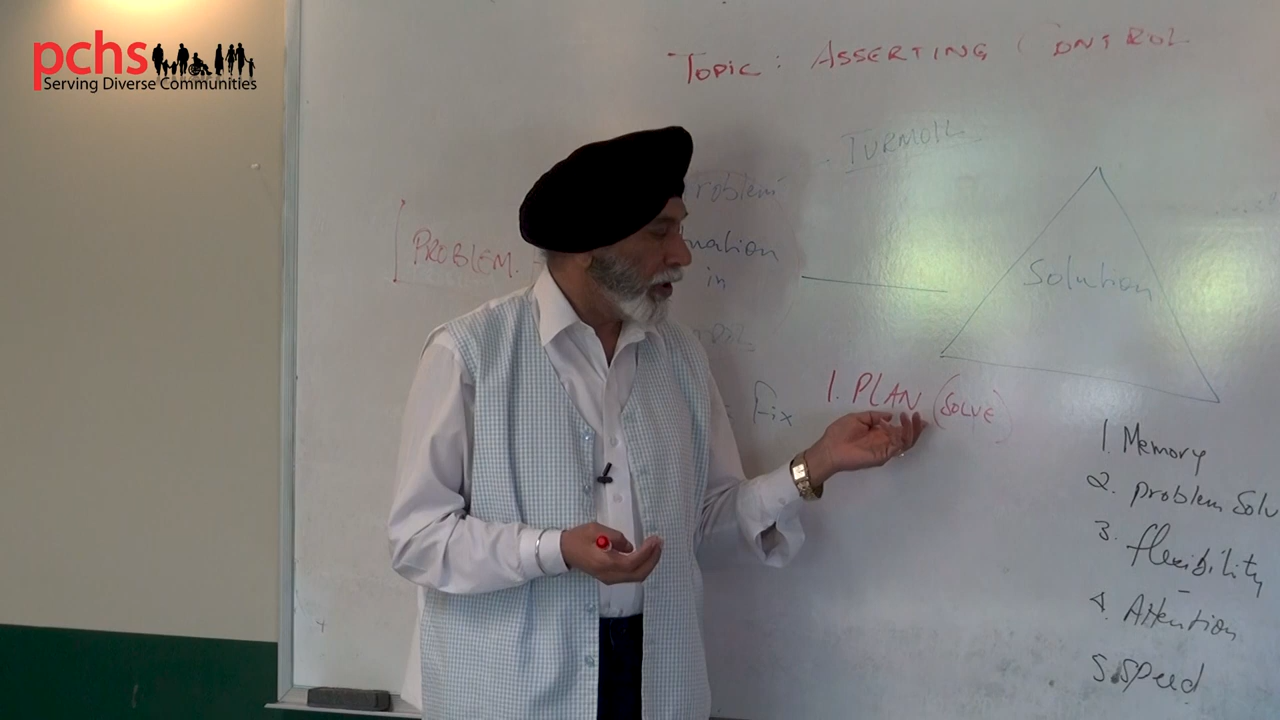 pchs
Serving Diverse Communities
TOPIC: ASSERTING CONTROL
TURMOIL
PROBLEM.
in
Solution
Fix
1. PLAN (SOLVE)
1. Memory
2. problem Solv
3. flexibility
4. Attention
5. Speed